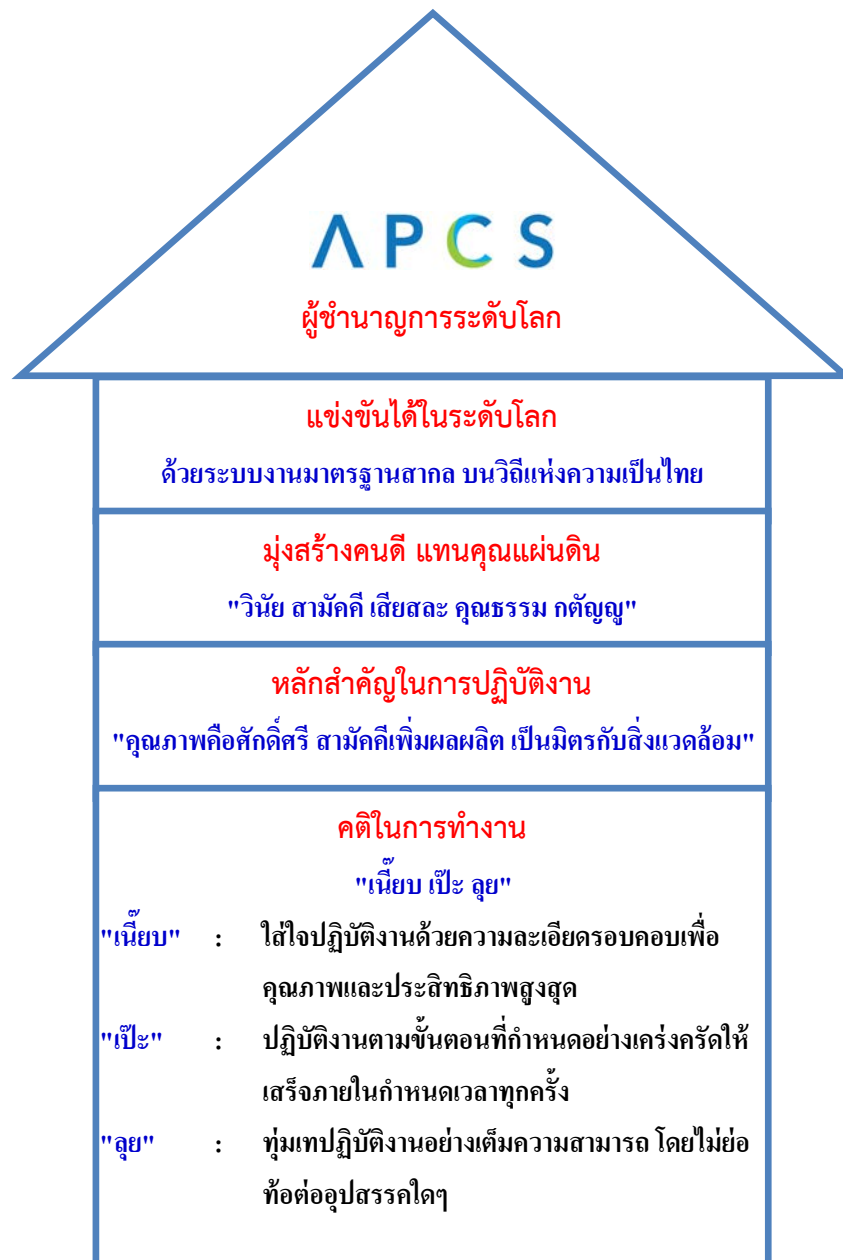 APCS
ผู้ชำนาญการระดับโลก
แข่งขันได้ในระดับโลก
ด้วยระบบงานมาตรฐานสากล บนวิถีแห่งความเป็นไทย
มุ่งสร้างคนดี แทนคุณแผ่นดิน
"วินัย สามัคคี เสียสละ คุณธรรม กตัญญู"
หลักสำคัญในการปฏิบัติงาน
"คุณภาพคือศักดิ์ศรี สามัคคีเพิ่มผลผลิต เป็นมิตรกับสิ่งแวดล้อม"
คติในการทำงาน
"เนี๊ยบ เป๊ะ ลุย"
"เนี๊ยบ" : ใส่ใจปฏิบัติงานด้วยความละเอียดรอบคอบเพื่อ
คุณภาพและประสิทธิภาพสูงสุด
"เป๊ะ" : ปฏิบัติงานตามขั้นตอนที่กำหนดอย่างเคร่งครัดให้
เสร็จภายในกำหนดเวลาทุกครั้ง
"ลุย" : ทุ่มเทปฏิบัติงานอย่างเต็มความสามารถ โดยไม่ย่อ
ท้อต่ออุปสรรคใดๆ